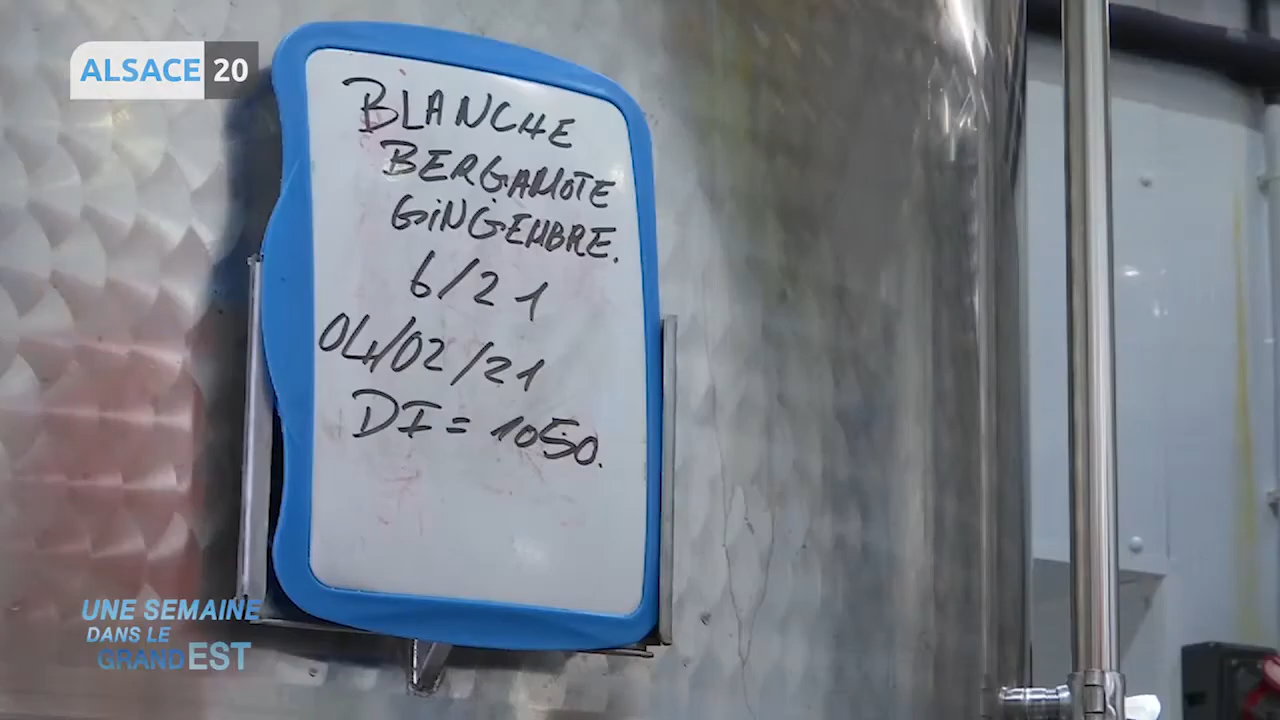 ALSACE 20
BLANCHE
BERGAMOTE
GINGEMBRE.
6/21
04/02/21
DI = 1050.
UNE SEMAINE
DANS LE
GRAND EST